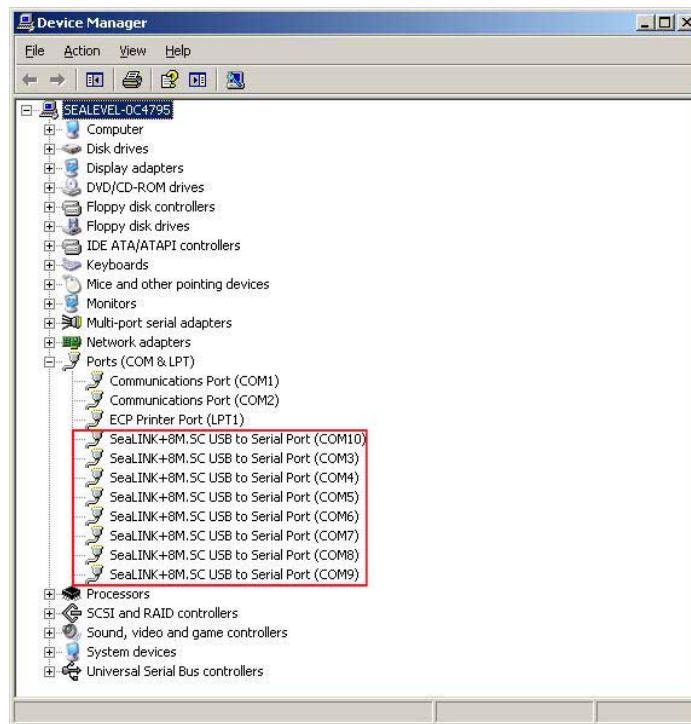 Device Manager
File Action View Help
SEALEVEL-0C4795
Computer
Disk drives
Display adapters
DVD/CD-ROM drives
Floppy disk controllers
Floppy disk drives
IDE ATA/ATAPI controllers
Keyboards
Mice and other pointing devices
Monitors
Multi-port serial adapters
Network adapters
Ports (COM & LPT)
Communications Port (COM1)
Communications Port (COM2)
ECP Printer Port (LPT1)
SeaLINK+8M.SC USB to Serial Port (COM10)
SeaLINK+8M.SC USB to Serial Port (COM3)
SeaLINK+8M.SC USB to Serial Port (COM4)
SeaLINK+8M.SC USB to Serial Port (COM5)
SeaLINK+8M.SC USB to Serial Port (COM6)
SeaLINK+8M.SC USB to Serial Port (COM7)
SeaLINK+8M.SC USB to Serial Port (COM8)
SeaLINK+8M.SC USB to Serial Port (COM9)
Processors
SCSI and RAID controllers
Sound, video and game controllers
System devices
Universal Serial Bus controllers